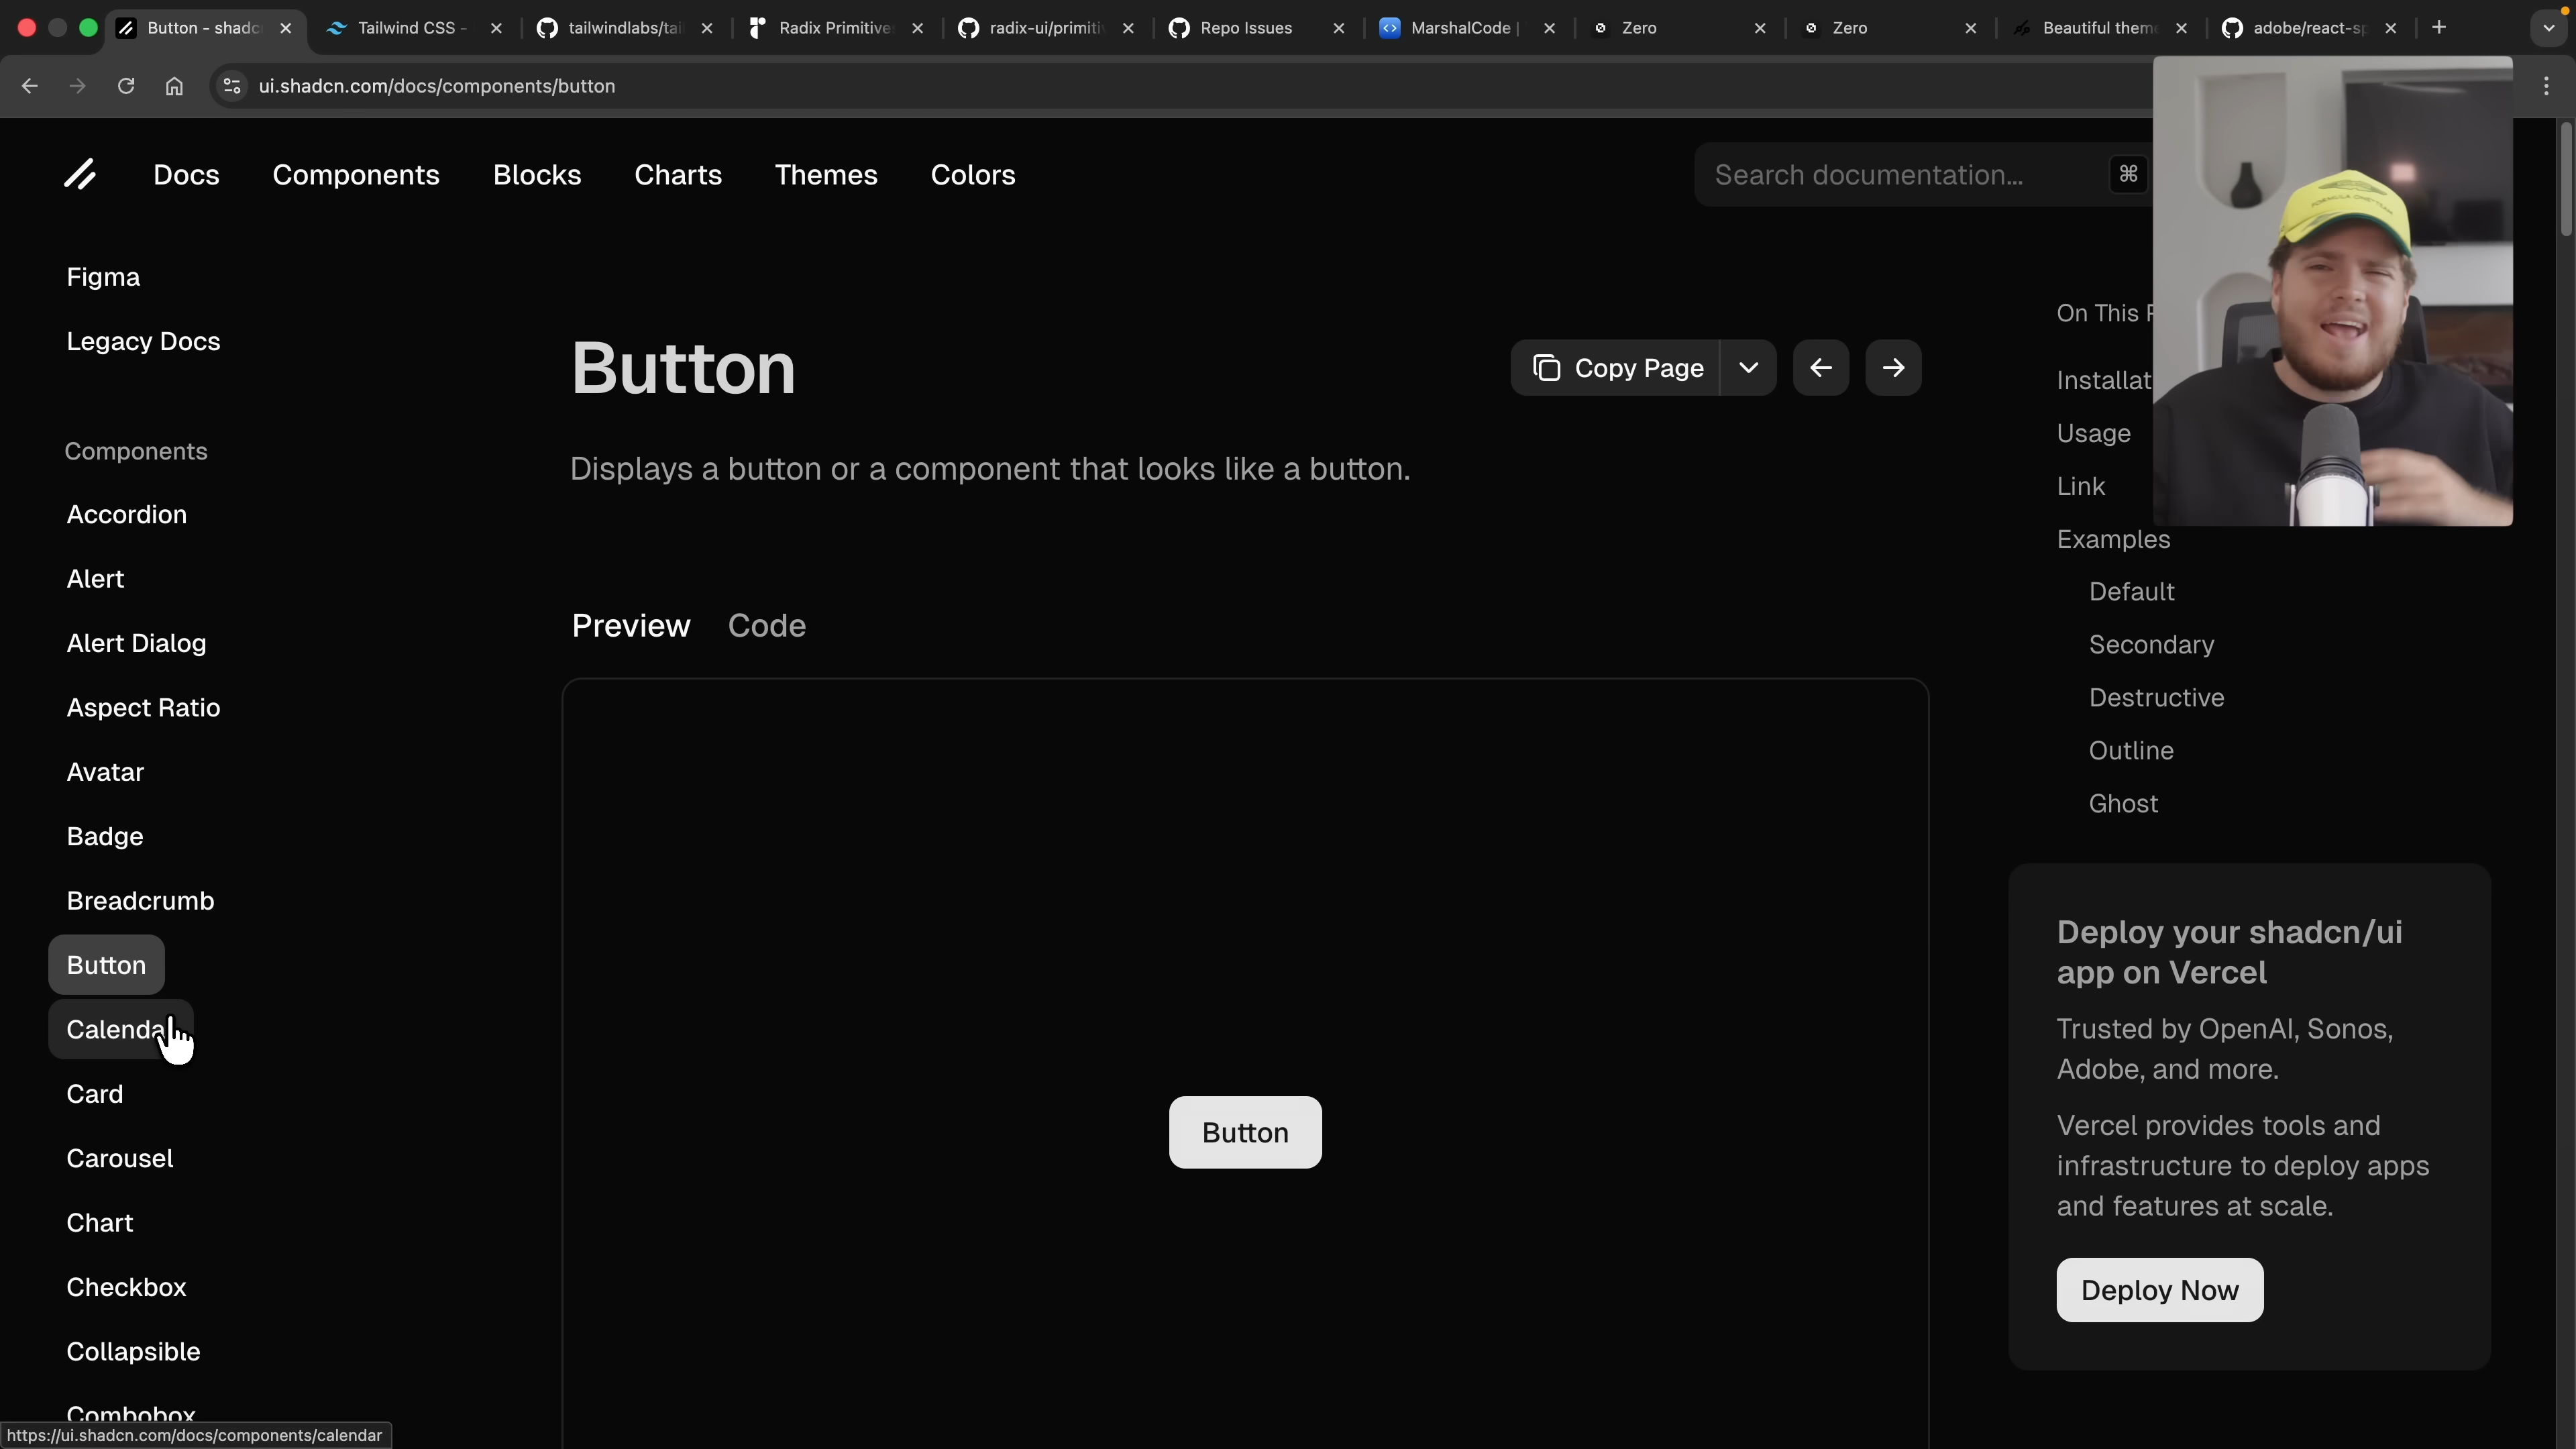 Button - shadc
Tailwind CSS -
tailwindlabs/tai
Radix Primitive
radix-ui/primiti
Repo Issues
MarshalCode |
Zero
Zero
Beautiful them
adobe/react-sp
ui.shadcn.com/docs/components/button
Docs
Components
Blocks
Charts
Themes
Colors
Search documentation...
⌘
Figma
Legacy Docs
Components
Accordion
Alert
Alert Dialog
Aspect Ratio
Avatar
Badge
Breadcrumb
Button
Calenda
Card
Carousel
Chart
Checkbox
Collapsible
Combobox
https://ui.shadcn.com/docs/components/calendar
Button
Copy Page
Displays a button or a component that looks like a button.
Preview
Code
Button
On This
Installat
Usage
Link
Examples
Default
Secondary
Destructive
Outline
Ghost
Deploy your shadcn/ui
app on Vercel
Trusted by OpenAI, Sonos,
Adobe, and more.
Vercel provides tools and
infrastructure to deploy apps
and features at scale.
Deploy Now